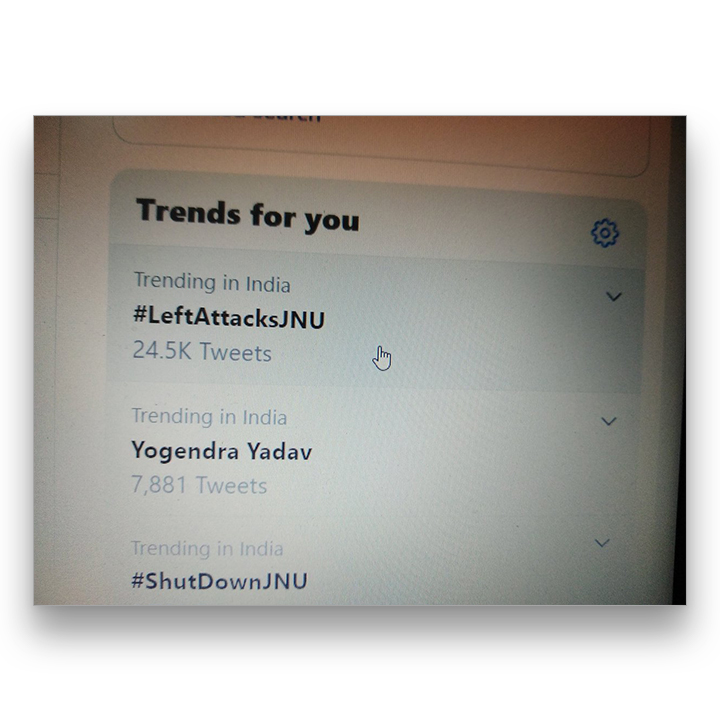 Search
Trends for you
Trending in India
#LeftAttacksJNU
24.5K Tweets
Trending in India
Yogendra Yadav
7,881 Tweets
Trending in India
#ShutDownJNU